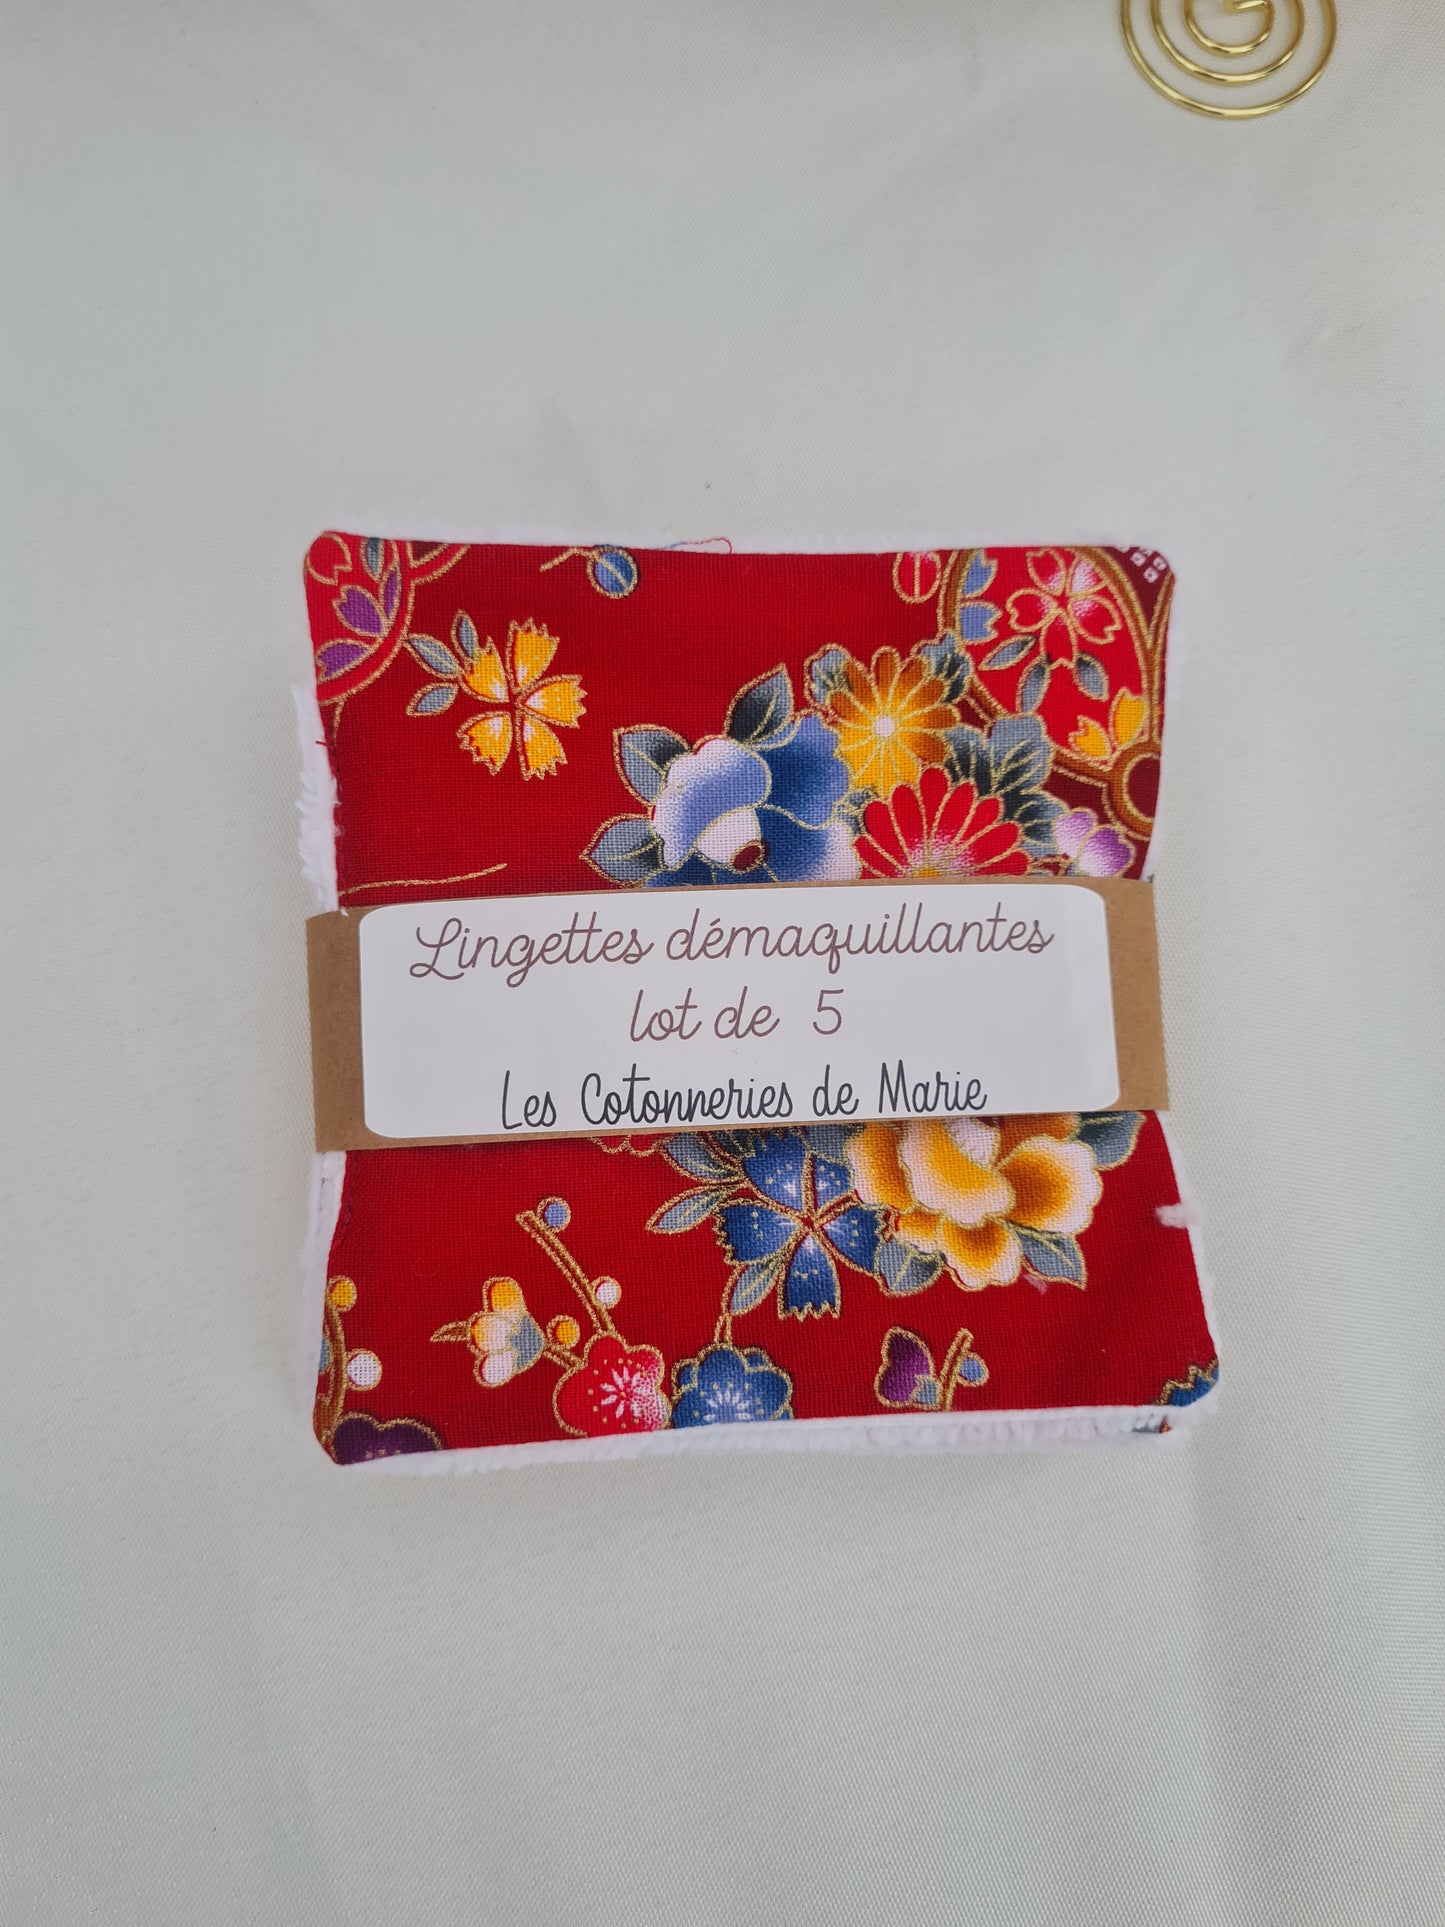 Lingettes démaquillantes
lot de 5
Les Cotonneries de Marie